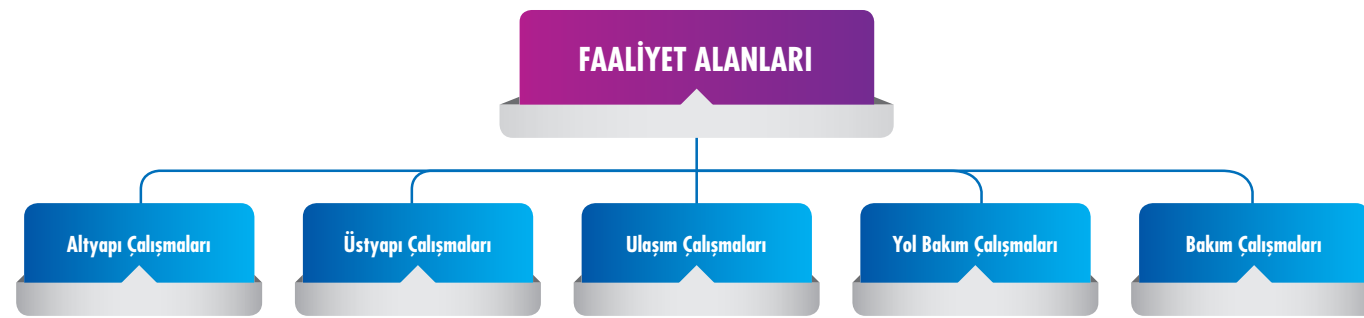 FAALİYET ALANLARI
Altyapı Çalışmaları
Üstyapı Çalışmaları
Ulaşım Çalışmaları
Yol Bakım Çalışmaları
Bakım Çalışmaları